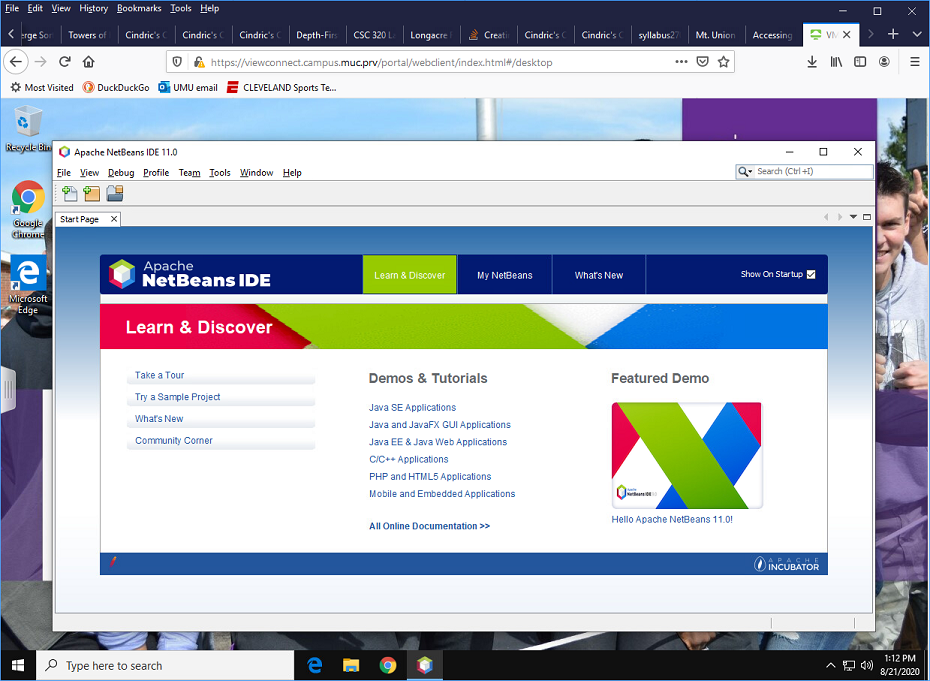 File Edit View History Bookmarks Tools Help
erge Sor Towers of Cindric's C Cindric's C Cindric's C Depth-Firs CSC 320 La Longacre F Creatin Cindric's C Cindric's C syllabus27 Mt. Union Accessing VM
https://viewconnect.campus.muc.prv/portal/webclient/index.html#/desktop
Most Visited DuckDuckGo UMU email CLEVELAND Sports Te...
Recycle Bin
Google
Chrome
Microsoft
Edge
Apache NetBeans IDE 11.0
File View Debug Profile Team Tools Window Help
Search (Ctrl+I)
Start Page
Apache
NetBeans IDE
Learn & Discover My NetBeans What's New Show On Startup
Learn & Discover
Take a Tour
Try a Sample Project
What's New
Community Corner
Demos & Tutorials
Java SE Applications
Java and JavaFX GUI Applications
Java EE & Java Web Applications
C/C++ Applications
PHP and HTML5 Applications
Mobile and Embedded Applications
All Online Documentation >>
Featured Demo
Apache
NetBeans IDE
Hello Apache NetBeans 11.0!
APACHE
INCUBATOR
Type here to search
1:12 PM
8/21/2020